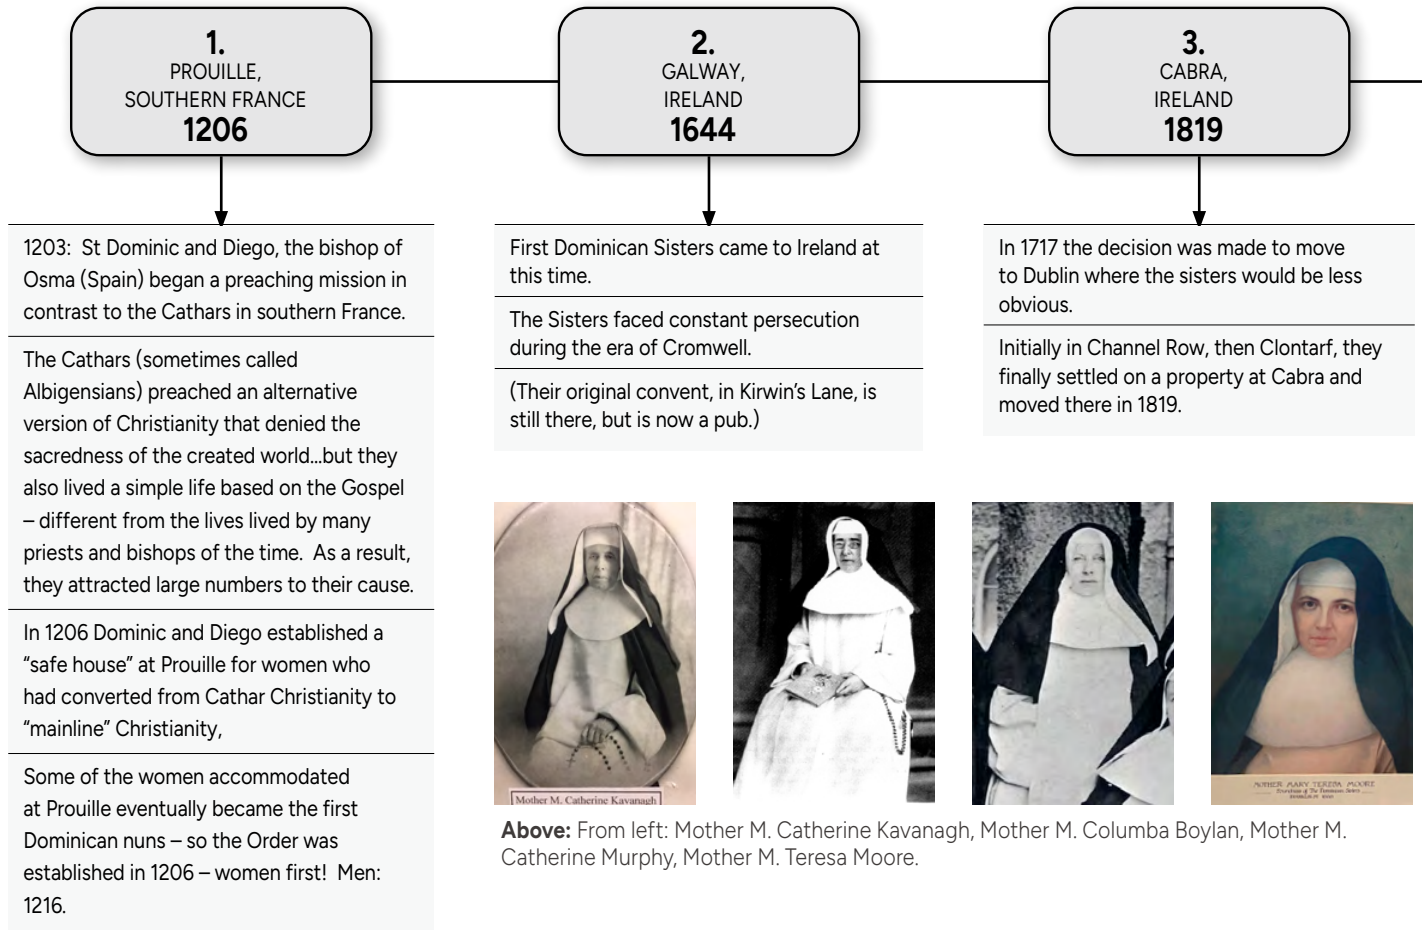 1.
PROUILLE,
SOUTHERN FRANCE
1206
1203:  St Dominic and Diego, the bishop of
Osma (Spain) began a preaching mission in
contrast to the Cathars in southern France.
The Cathars (sometimes called
Albigensians) preached an alternative
version of Christianity that denied the
sacredness of the created world...but they
also lived a simple life based on the Gospel
– different from the lives lived by many
priests and bishops of the time.  As a result,
they attracted large numbers to their cause.
In 1206 Dominic and Diego established a
“safe house” at Prouille for women who
had converted from Cathar Christianity to
“mainline” Christianity,
Some of the women accommodated
at Prouille eventually became the first
Dominican nuns – so the Order was
established in 1206 – women first!  Men:
1216.
2.
GALWAY,
IRELAND
1644
First Dominican Sisters came to Ireland at
this time.
The Sisters faced constant persecution
during the era of Cromwell.
(Their original convent, in Kirwin’s Lane, is
still there, but is now a pub.)
3.
CABRA,
IRELAND
1819
In 1717 the decision was made to move
to Dublin where the sisters would be less
obvious.
Initially in Channel Row, then Clontarf, they
finally settled on a property at Cabra and
moved there in 1819.
Mother M. Catherine Kavanagh
MOTHER MARY TERESA MOORE
Foundress of The Dominican Sisters
Above: From left: Mother M. Catherine Kavanagh, Mother M. Columba Boylan, Mother M.
Catherine Murphy, Mother M. Teresa Moore.